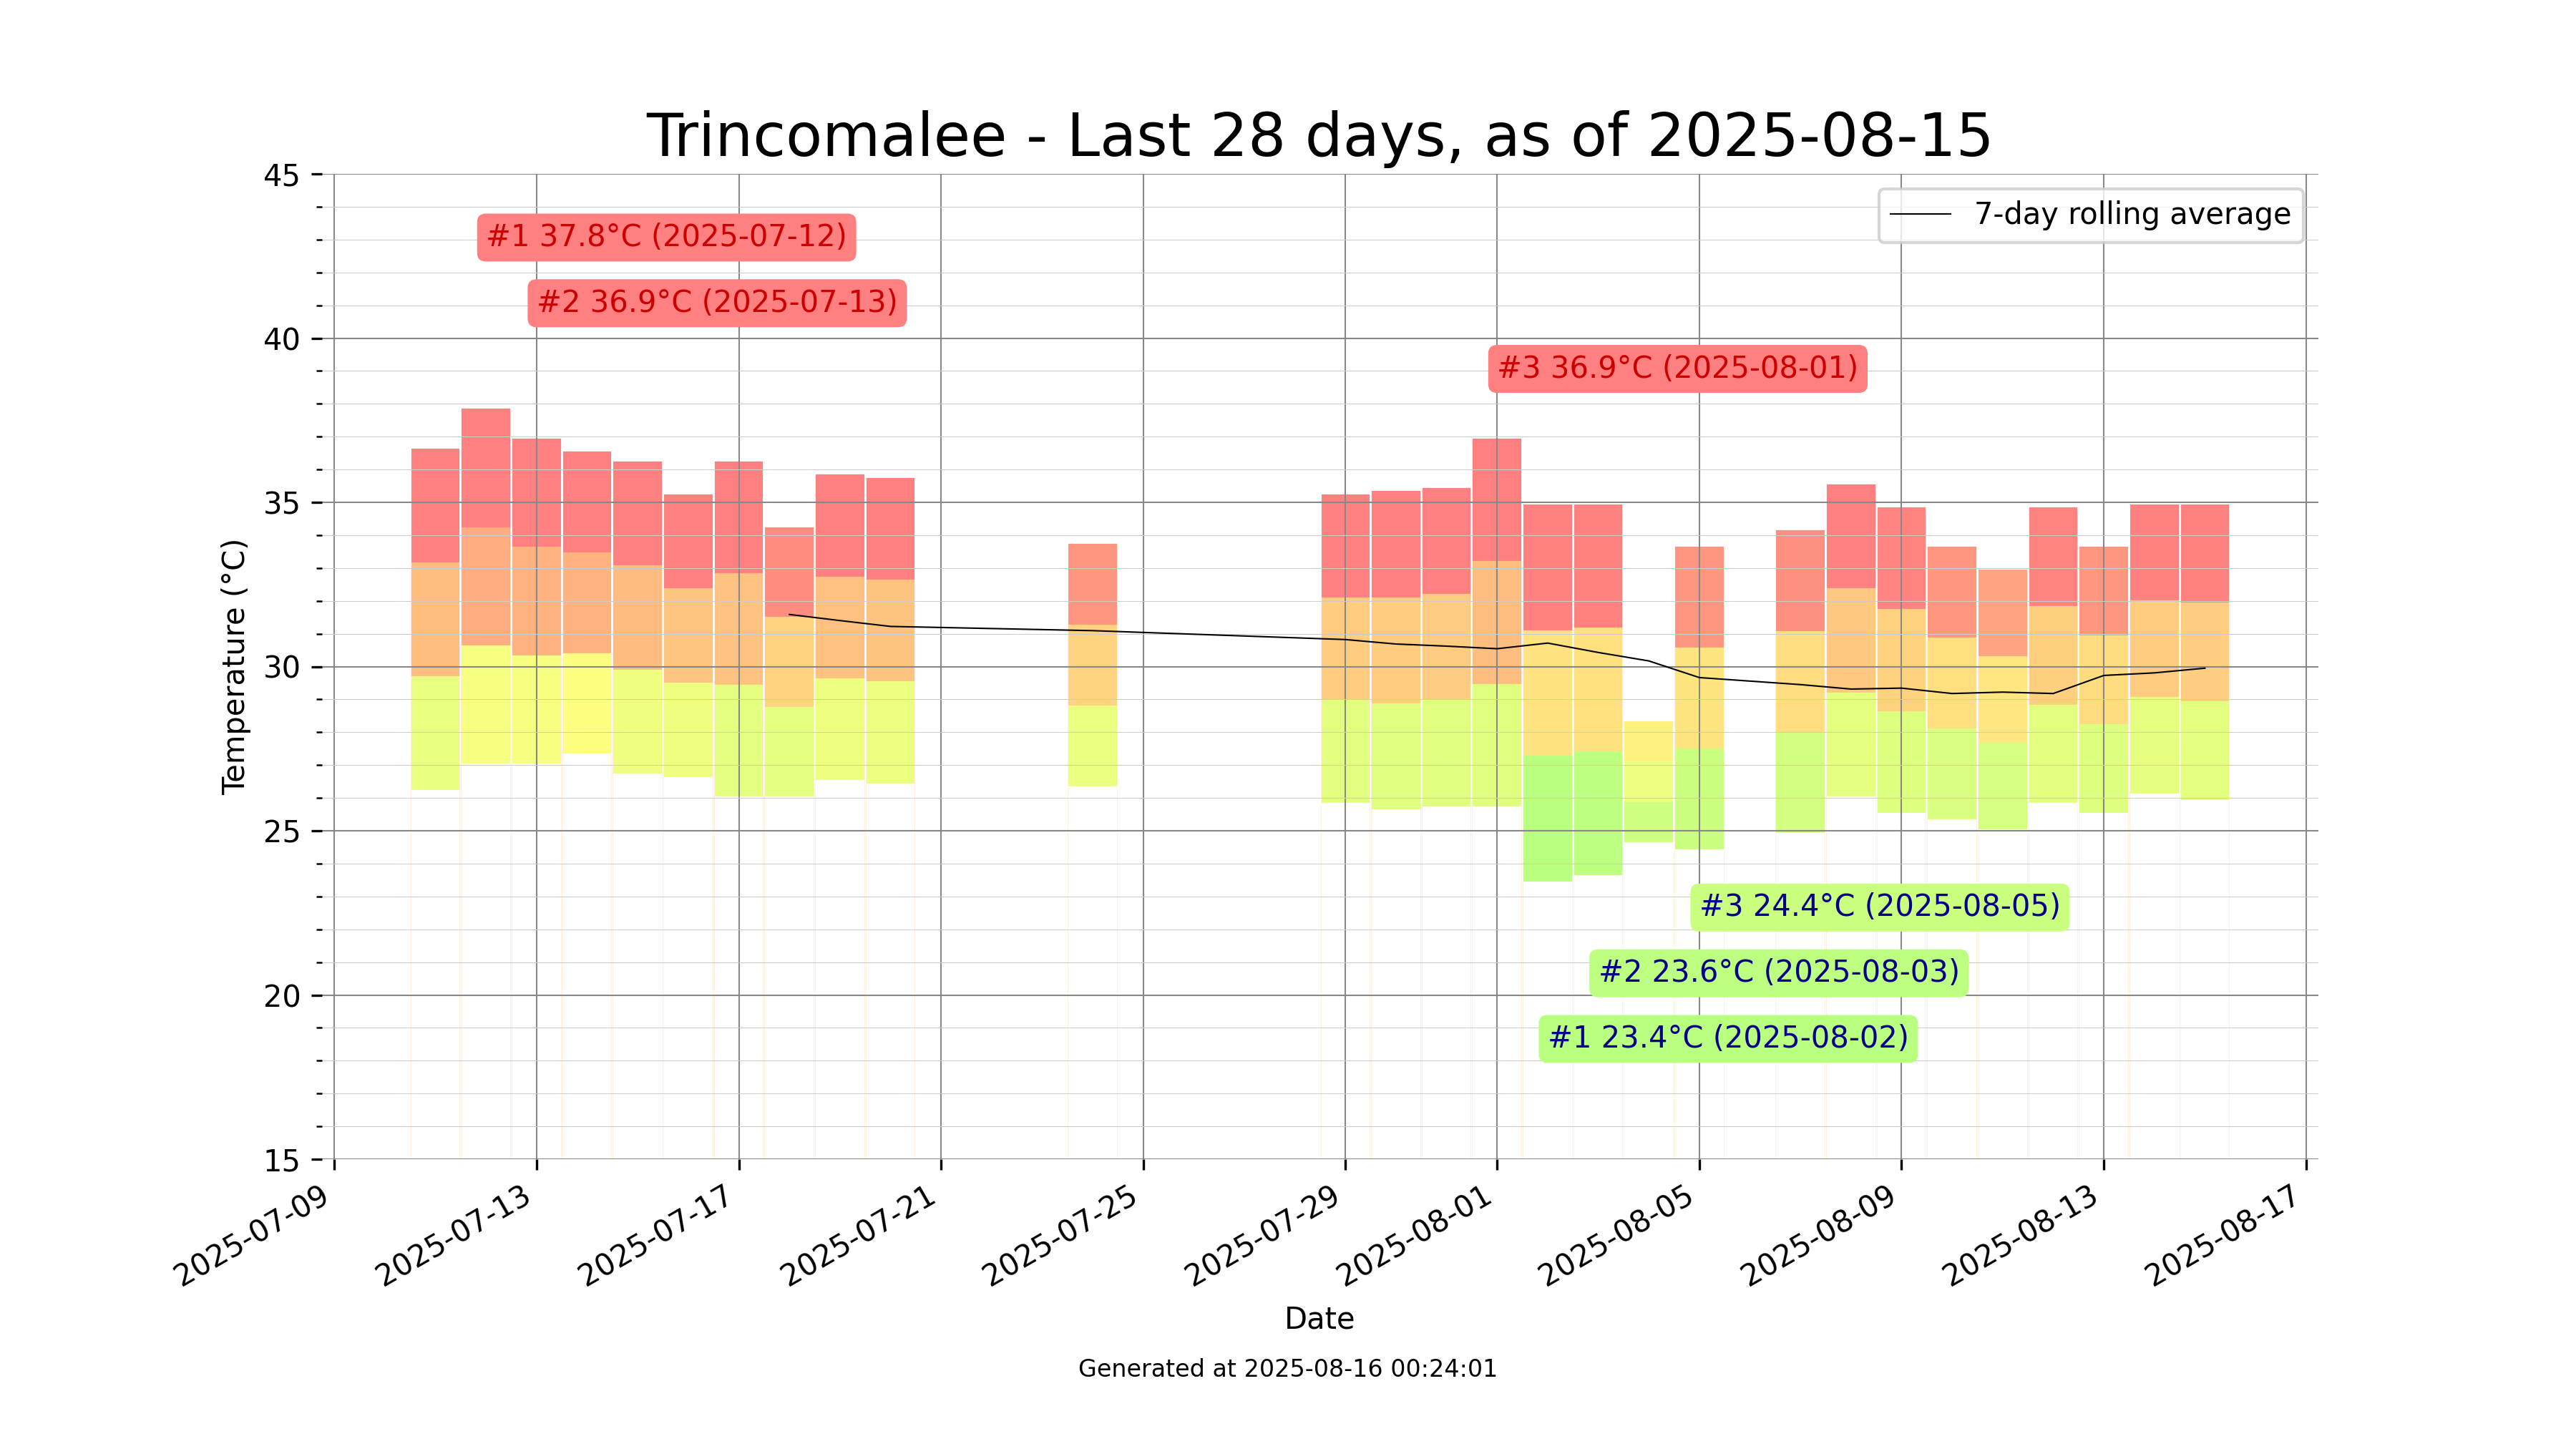 Trincomalee - Last 28 days, as of 2025-08-15
45
40
35
30
25
20
15
Temperature (°C)
7-day rolling average
#1 37.8°C (2025-07-12)
#2 36.9°C (2025-07-13)
#3 36.9°C (2025-08-01)
#3 24.4°C (2025-08-05)
#2 23.6°C (2025-08-03)
#1 23.4°C (2025-08-02)
2025-07-09
2025-07-13
2025-07-17
2025-07-21
2025-07-25
2025-07-29
2025-08-01
2025-08-05
2025-08-09
2025-08-13
2025-08-17
Date
Generated at 2025-08-16 00:24:01